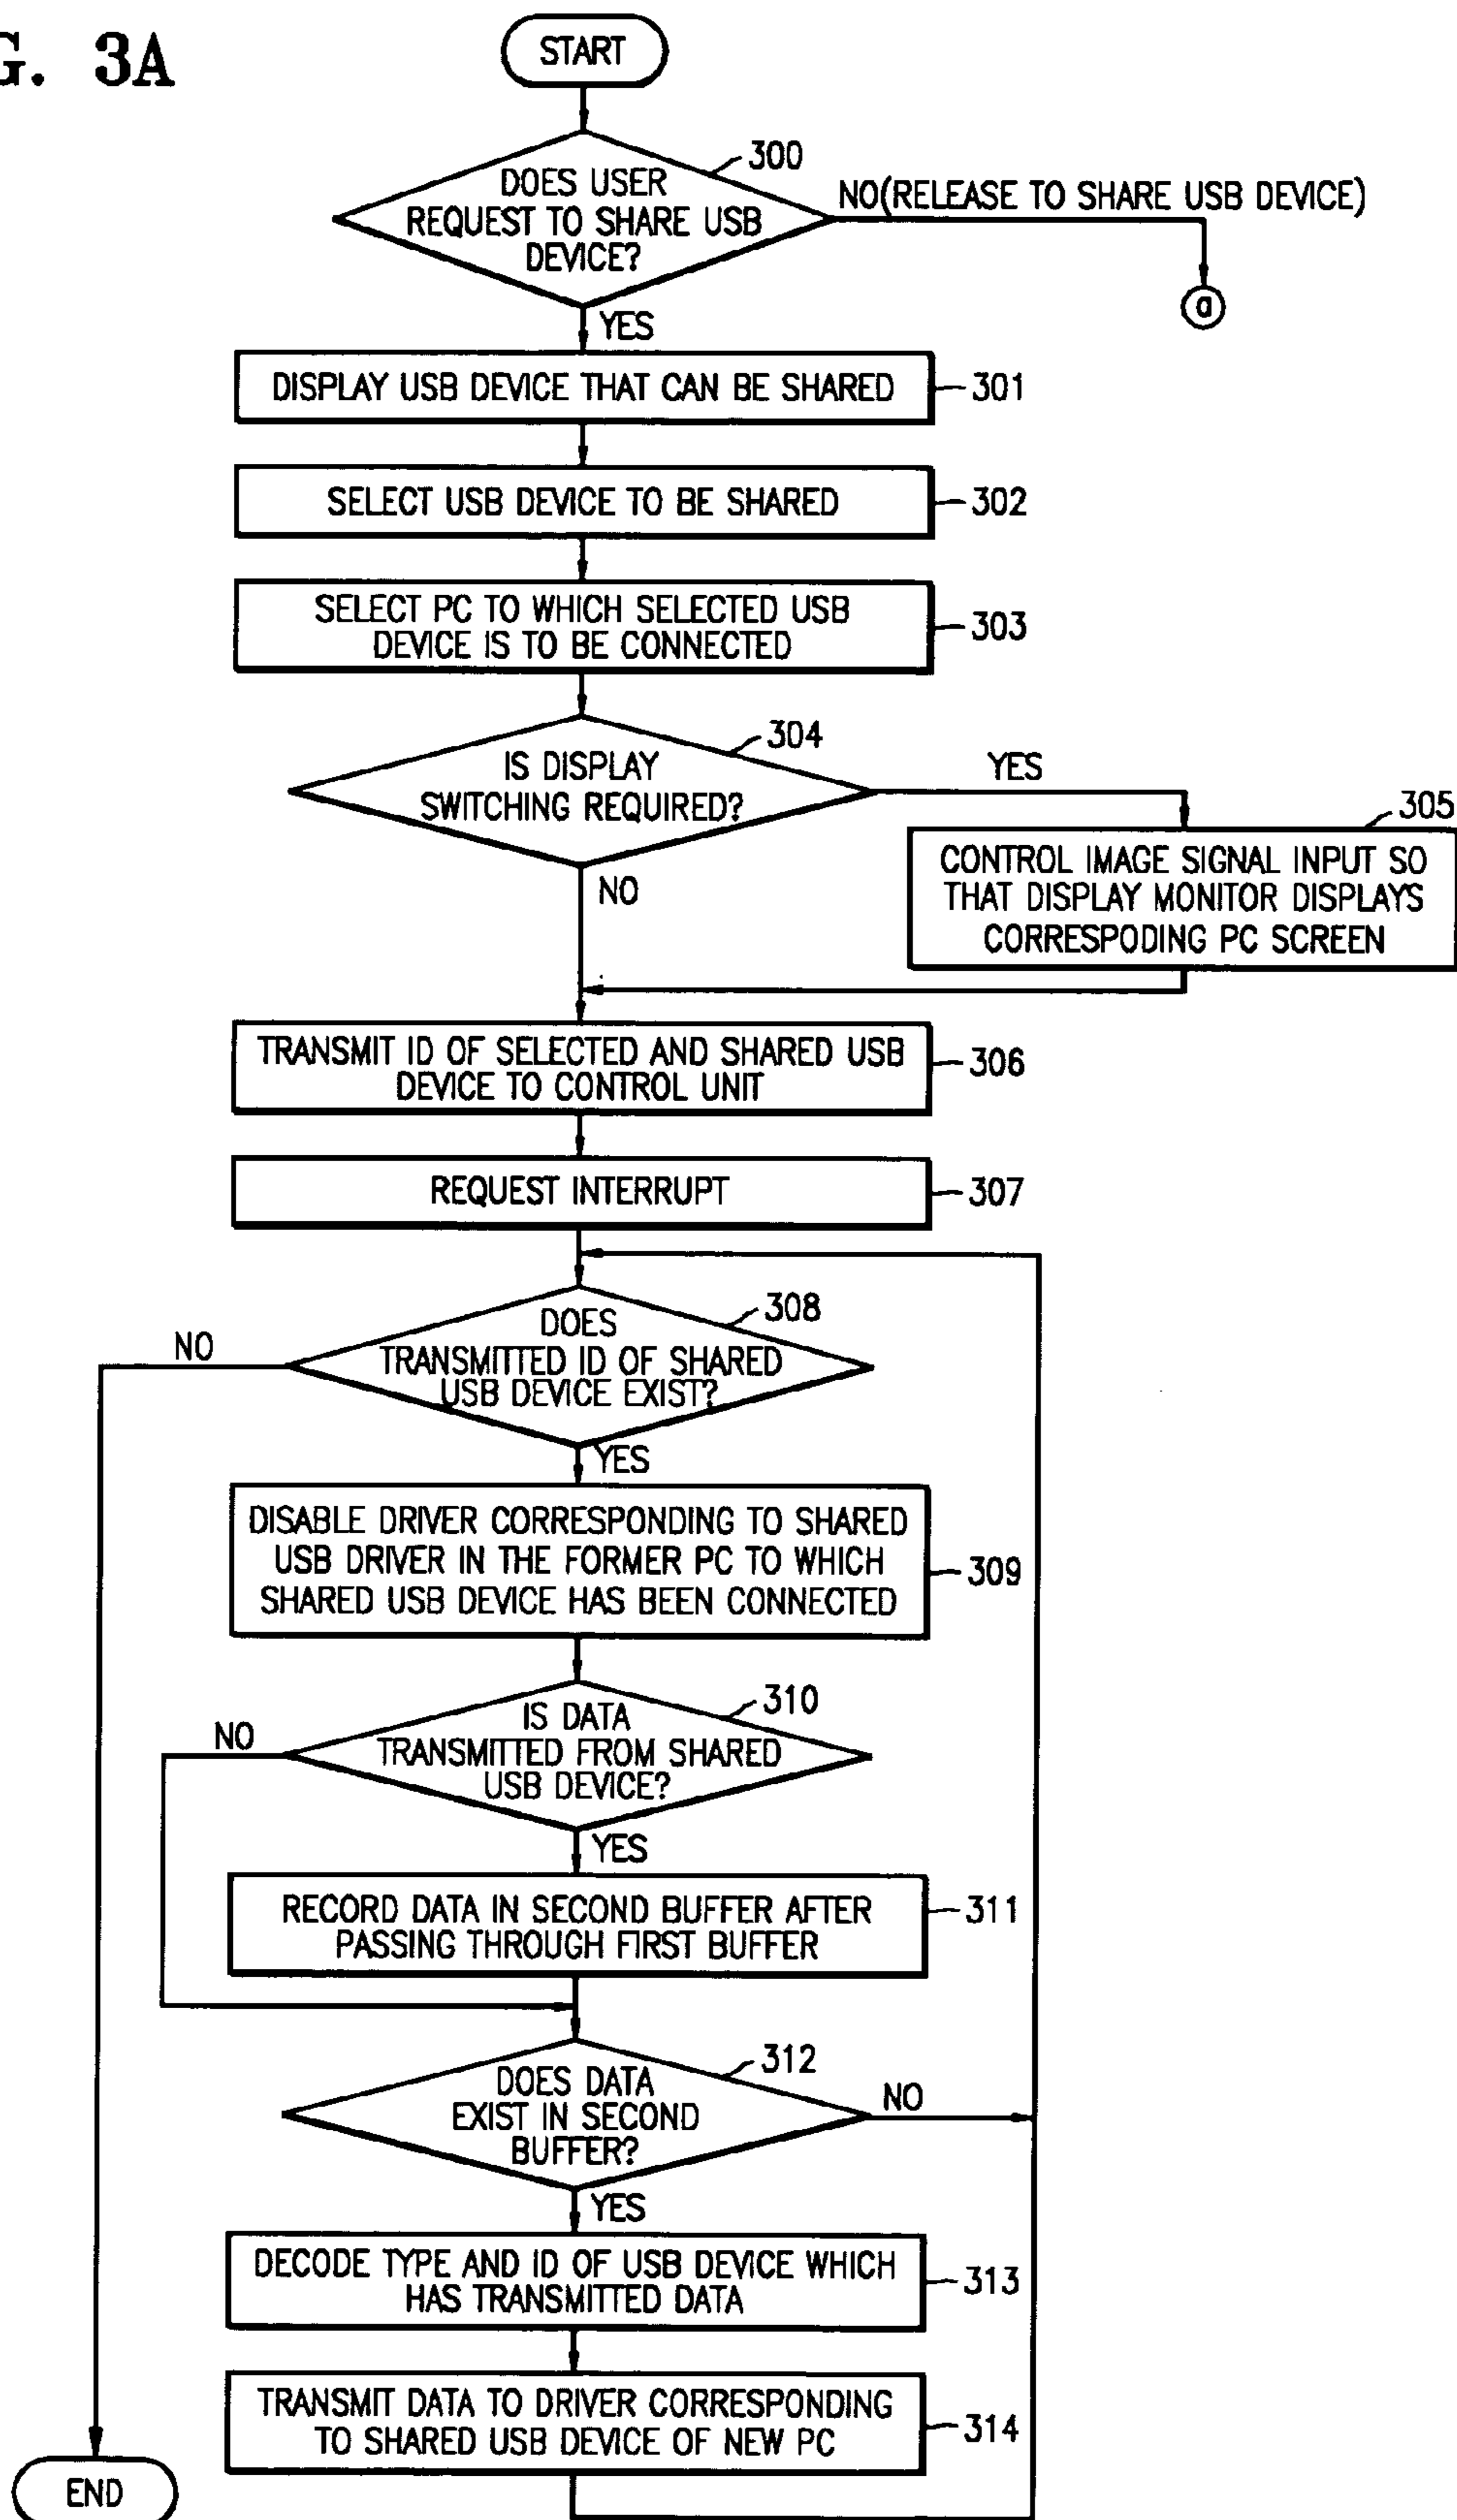 G. 3A
START
300
DOES USER
REQUEST TO SHARE USB
DEVICE?
NO(RELEASE TO SHARE USB DEVICE)
a
YES
DISPLAY USB DEVICE THAT CAN BE SHARED
301
SELECT USB DEVICE TO BE SHARED
302
SELECT PC TO WHICH SELECTED USB
DEVICE IS TO BE CONNECTED
303
304
IS DISPLAY
SWITCHING REQUIRED?
YES
305
CONTROL IMAGE SIGNAL INPUT SO
THAT DISPLAY MONITOR DISPLAYS
CORRESPODING PC SCREEN
NO
TRANSMIT ID OF SELECTED AND SHARED USB
DEVICE TO CONTROL UNIT
306
REQUEST INTERRUPT
307
308
DOES
TRANSMITTED ID OF SHARED
USB DEVICE EXIST?
NO
YES
DISABLE DRIVER CORRESPONDING TO SHARED
USB DRIVER IN THE FORMER PC TO WHICH
SHARED USB DEVICE HAS BEEN CONNECTED
309
310
IS DATA
TRANSMITTED FROM SHARED
USB DEVICE?
NO
YES
RECORD DATA IN SECOND BUFFER AFTER
PASSING THROUGH FIRST BUFFER
311
312
DOES DATA
EXIST IN SECOND
BUFFER?
NO
YES
DECODE TYPE AND ID OF USB DEVICE WHICH
HAS TRANSMITTED DATA
313
TRANSMIT DATA TO DRIVER CORRESPONDING
TO SHARED USB DEVICE OF NEW PC
314
END